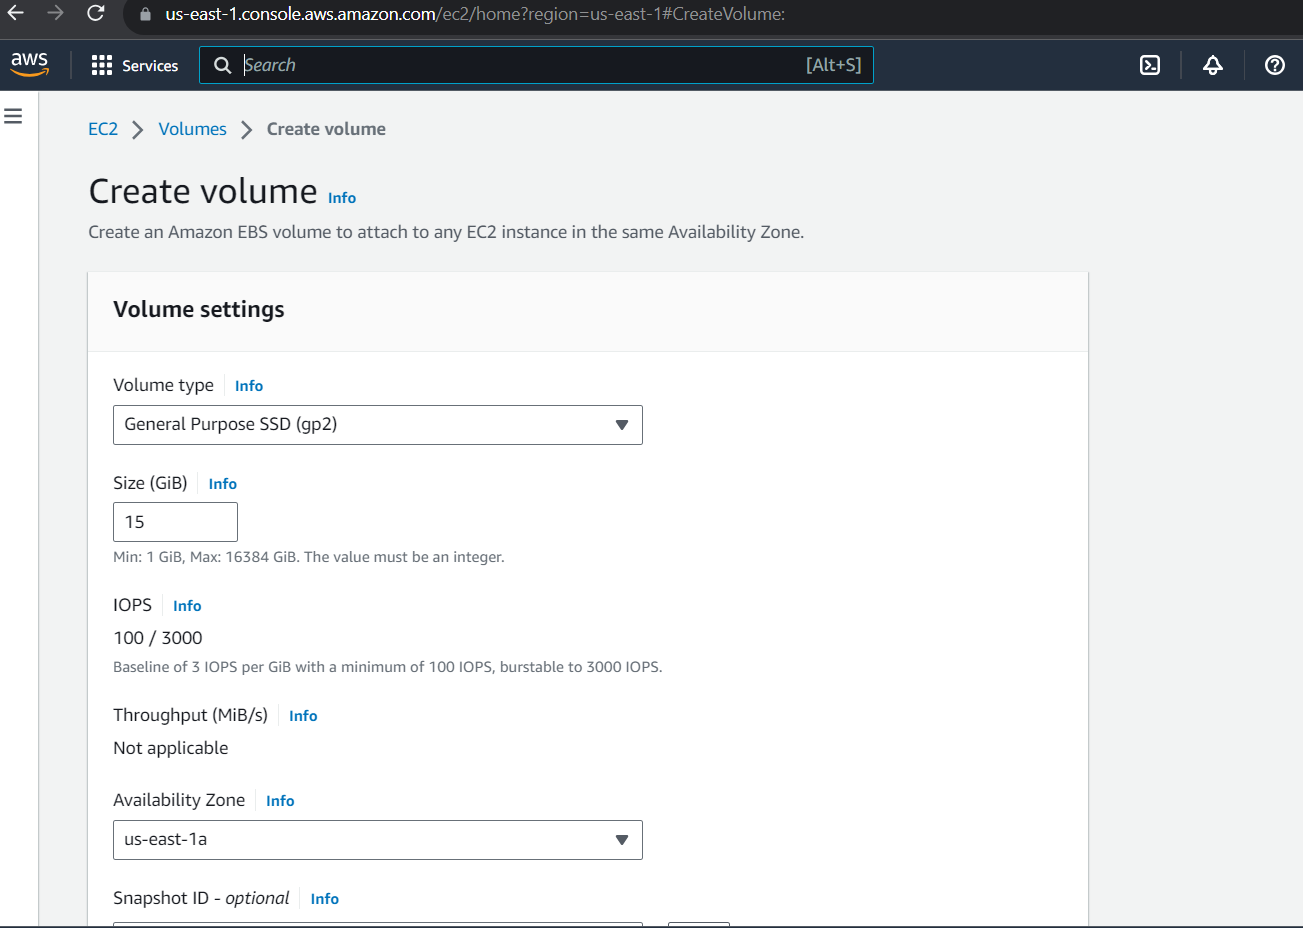 us-east-1.console.aws.amazon.com/ec2/home?region=us-east-1#CreateVolume:
aws Services Search [Alt+S]
EC2 Volumes Create volume
Create volume Info
Create an Amazon EBS volume to attach to any EC2 instance in the same Availability Zone.
Volume settings
Volume type Info
General Purpose SSD (gp2)
Size (GiB) Info
15
Min: 1 GiB, Max: 16384 GiB. The value must be an integer.
IOPS Info
100 / 3000
Baseline of 3 IOPS per GiB with a minimum of 100 IOPS, burstable to 3000 IOPS.
Throughput (MiB/s) Info
Not applicable
Availability Zone Info
us-east-1a
Snapshot ID - optional Info